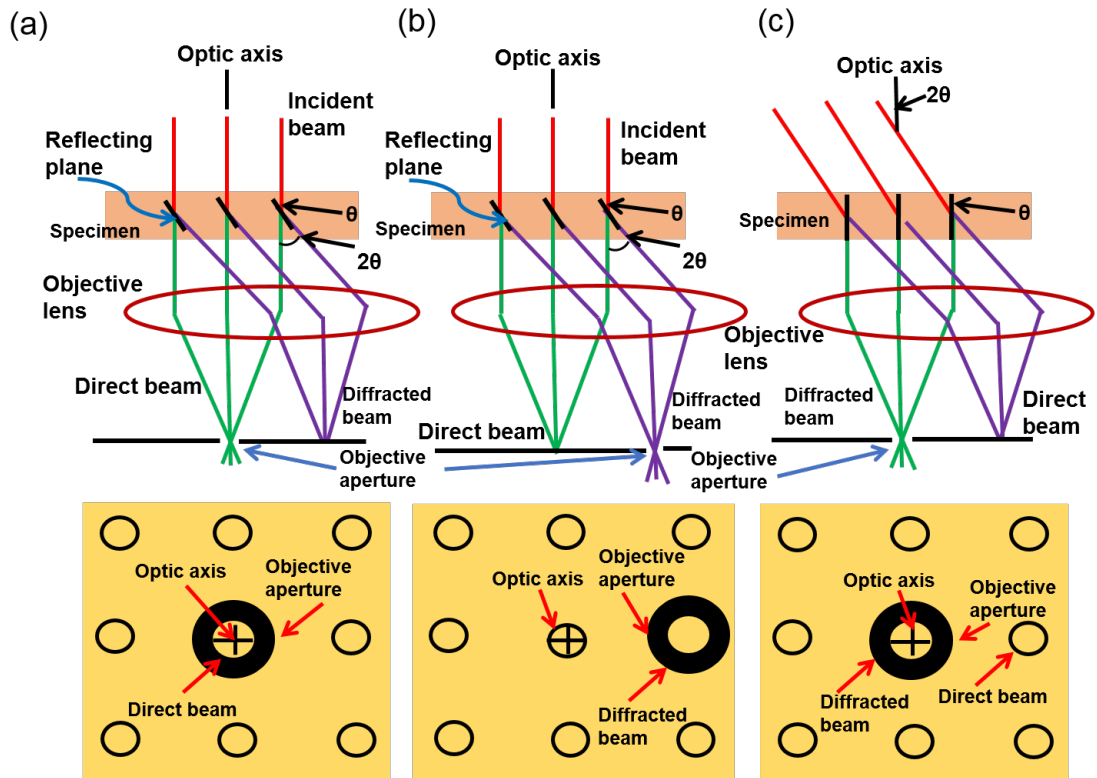 (a)
Optic axis
Incident
beam
Reflecting
plane
θ
Specimen
2θ
Objective
lens
Direct beam
Diffracted
beam
Objective
aperture
Optic axis
Objective
aperture
Direct beam
(b)
Optic axis
Incident
beam
Reflecting
plane
θ
Specimen
2θ
Objective
lens
Diffracted
beam
Direct beam
Optic axis
Objective
aperture
Diffracted
beam
(c)
Optic axis
2θ
θ
Specimen
Diffracted
beam
Direct
beam
Objective
aperture
Optic axis
Objective
aperture
Diffracted
beam
Direct beam